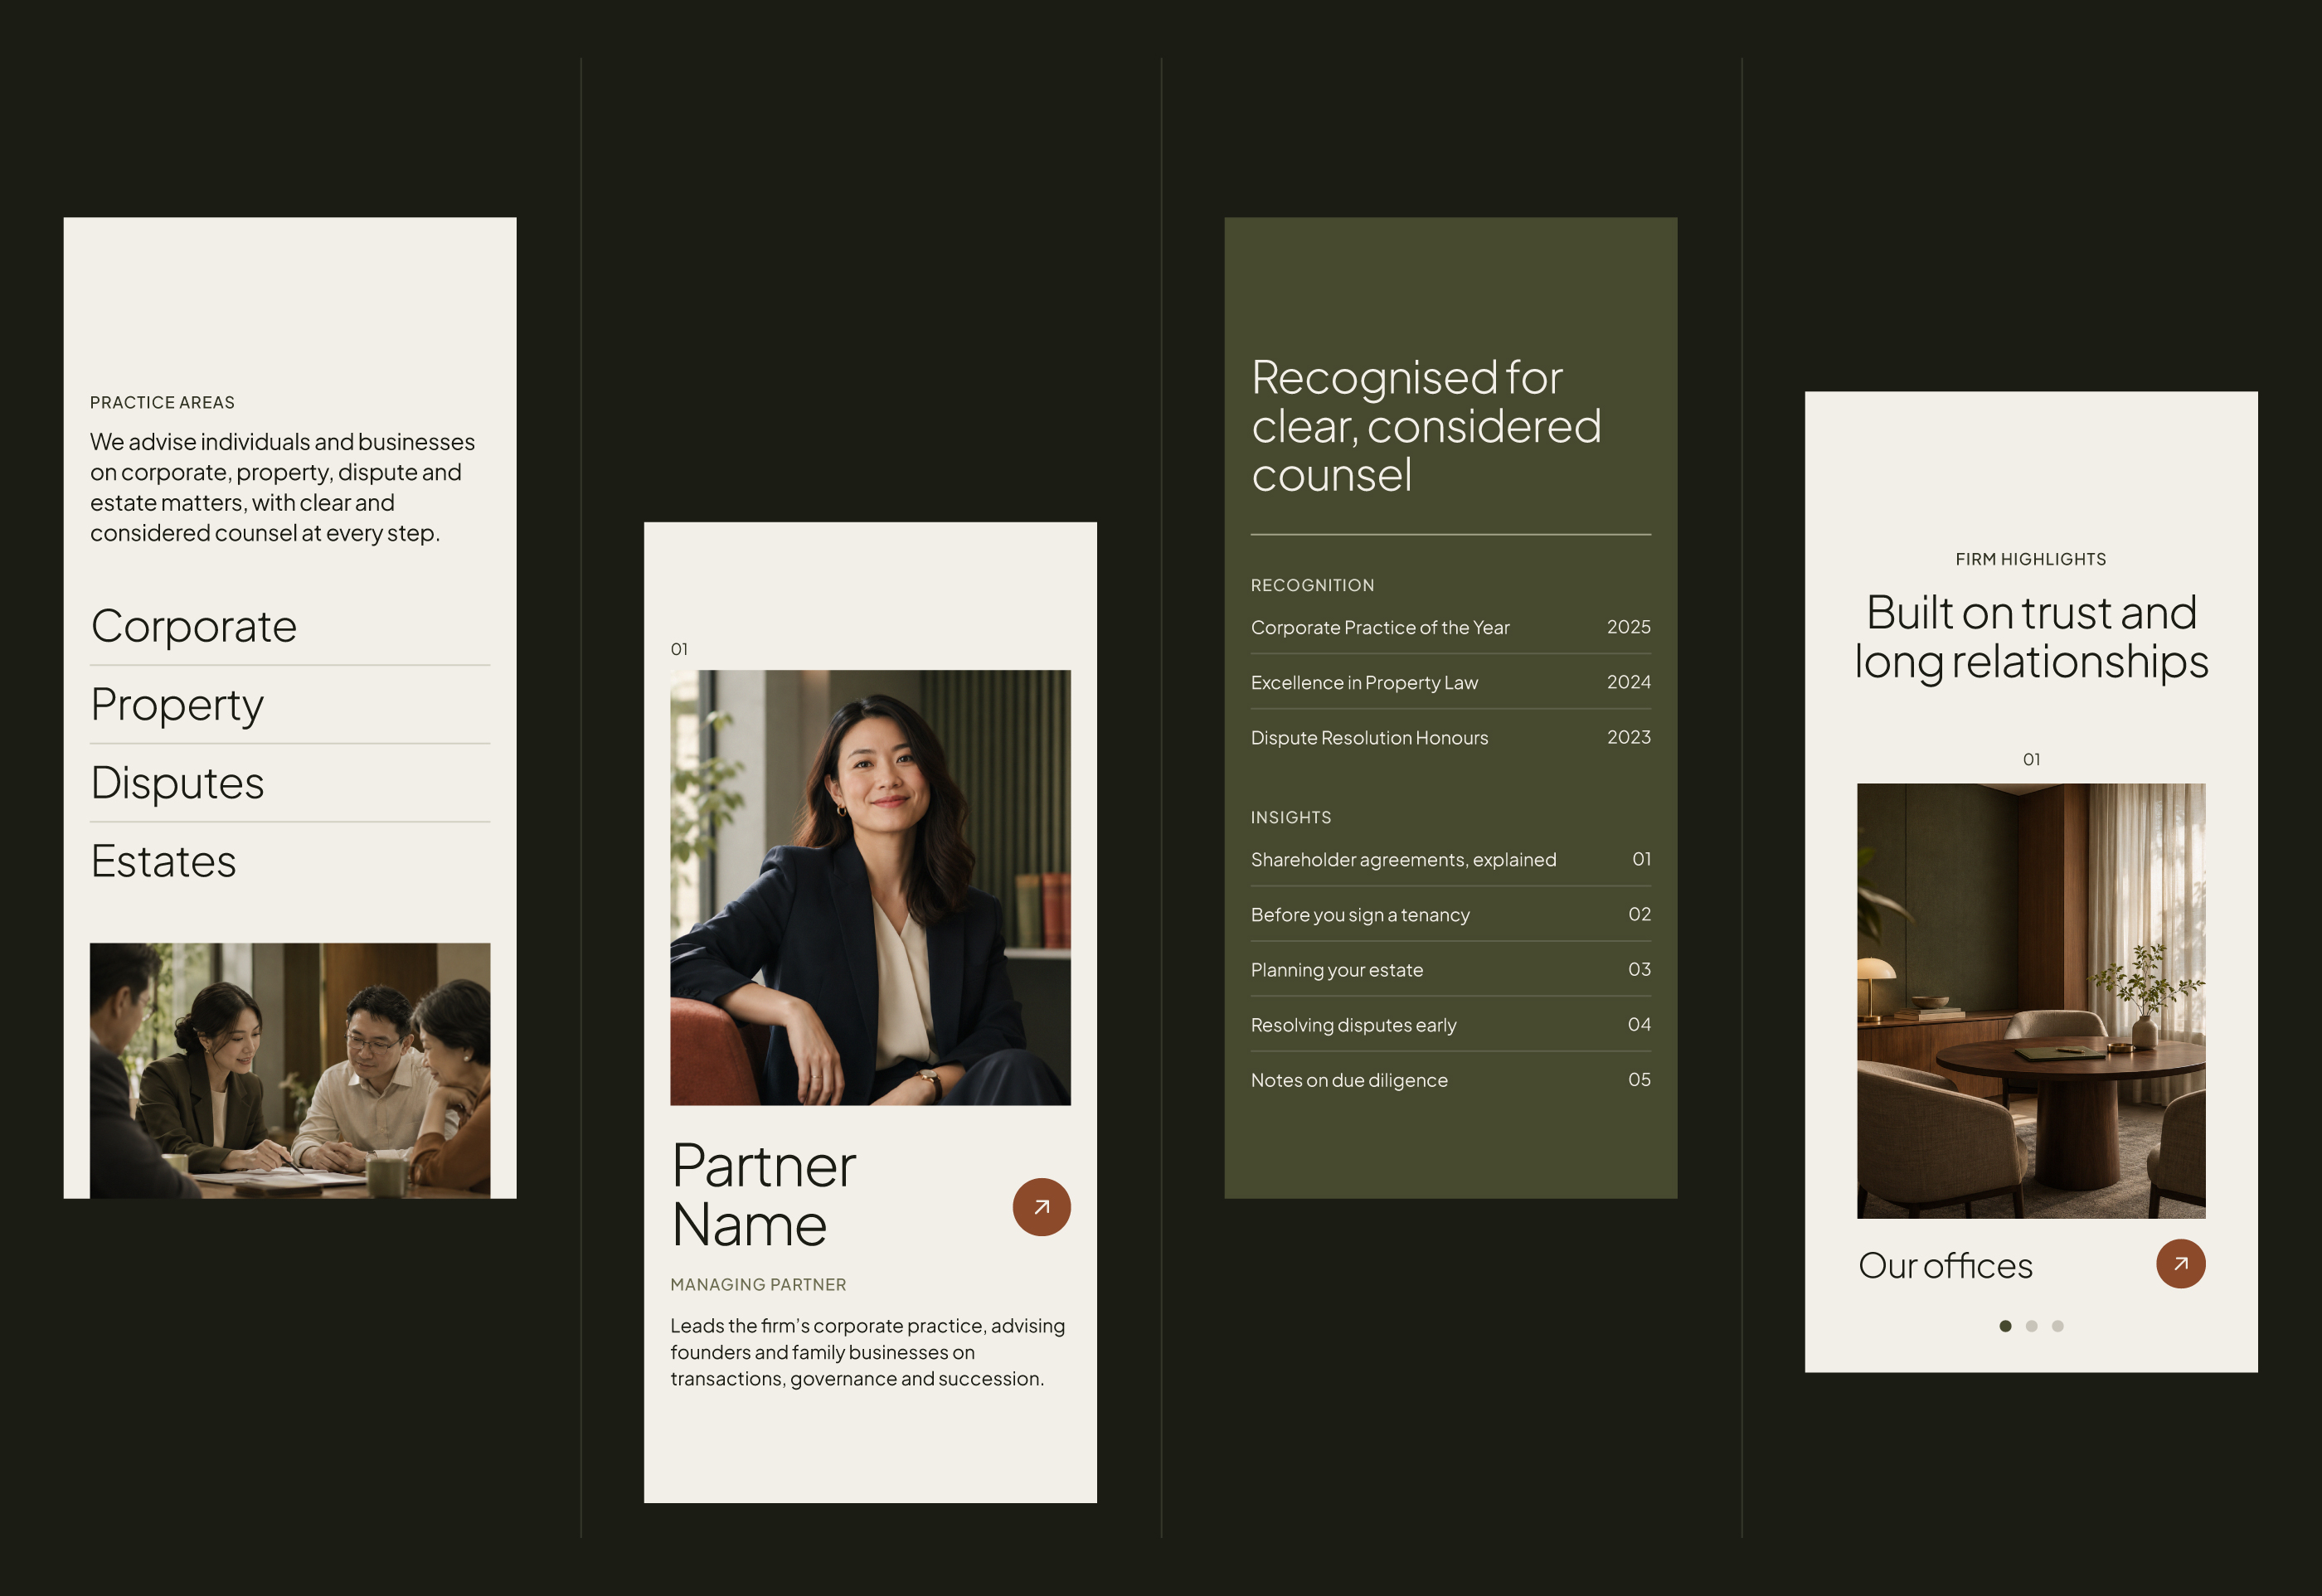 PRACTICE AREAS
We advise individuals and businesses
on corporate, property, dispute and
estate matters, with clear and
considered counsel at every step.
Corporate
Property
Disputes
Estates
01
Partner
Name
MANAGING PARTNER
Leads the firm's corporate practice, advising
founders and family businesses on
transactions, governance and succession.
Recognised for
clear, considered
counsel
RECOGNITION
Corporate Practice of the Year 2025
Excellence in Property Law 2024
Dispute Resolution Honours 2023
INSIGHTS
Shareholder agreements, explained 01
Before you sign a tenancy 02
Planning your estate 03
Resolving disputes early 04
Notes on due diligence 05
FIRM HIGHLIGHTS
Built on trust and
long relationships
01
Our offices